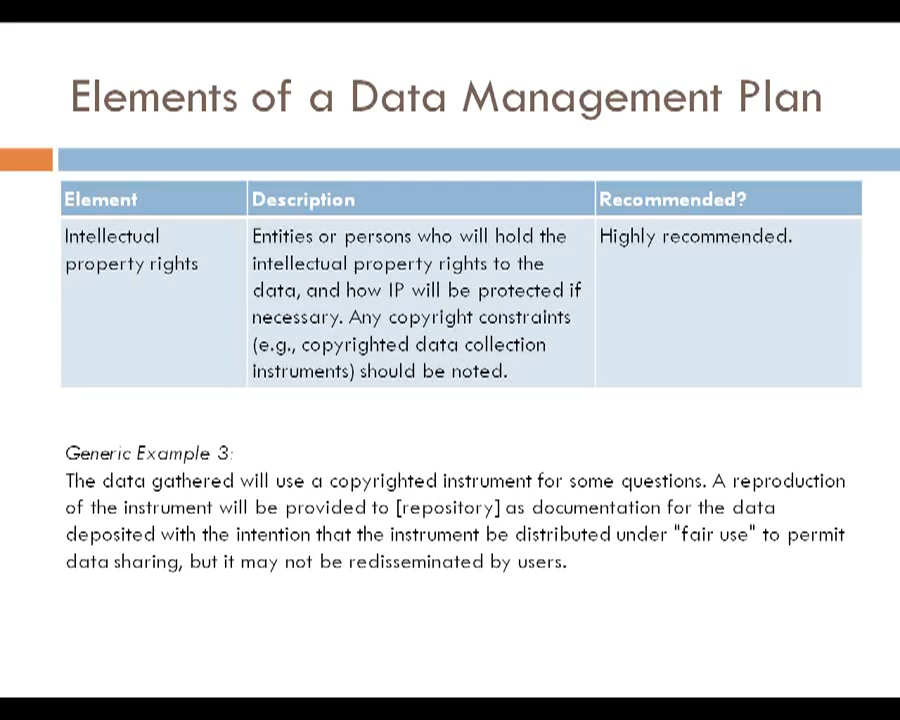 Elements of a Data Management Plan
Element Description Recommended?
Intellectual property rights
Entities or persons who will hold the
intellectual property rights to the
data, and how IP will be protected if
necessary. Any copyright constraints
(e.g., copyrighted data collection
instruments) should be noted.
Highly recommended.
Generic Example 3:
The data gathered will use a copyrighted instrument for some questions. A reproduction
of the instrument will be provided to [repository] as documentation for the data
deposited with the intention that the instrument be distributed under "fair use" to permit
data sharing, but it may not be redisseminated by users.